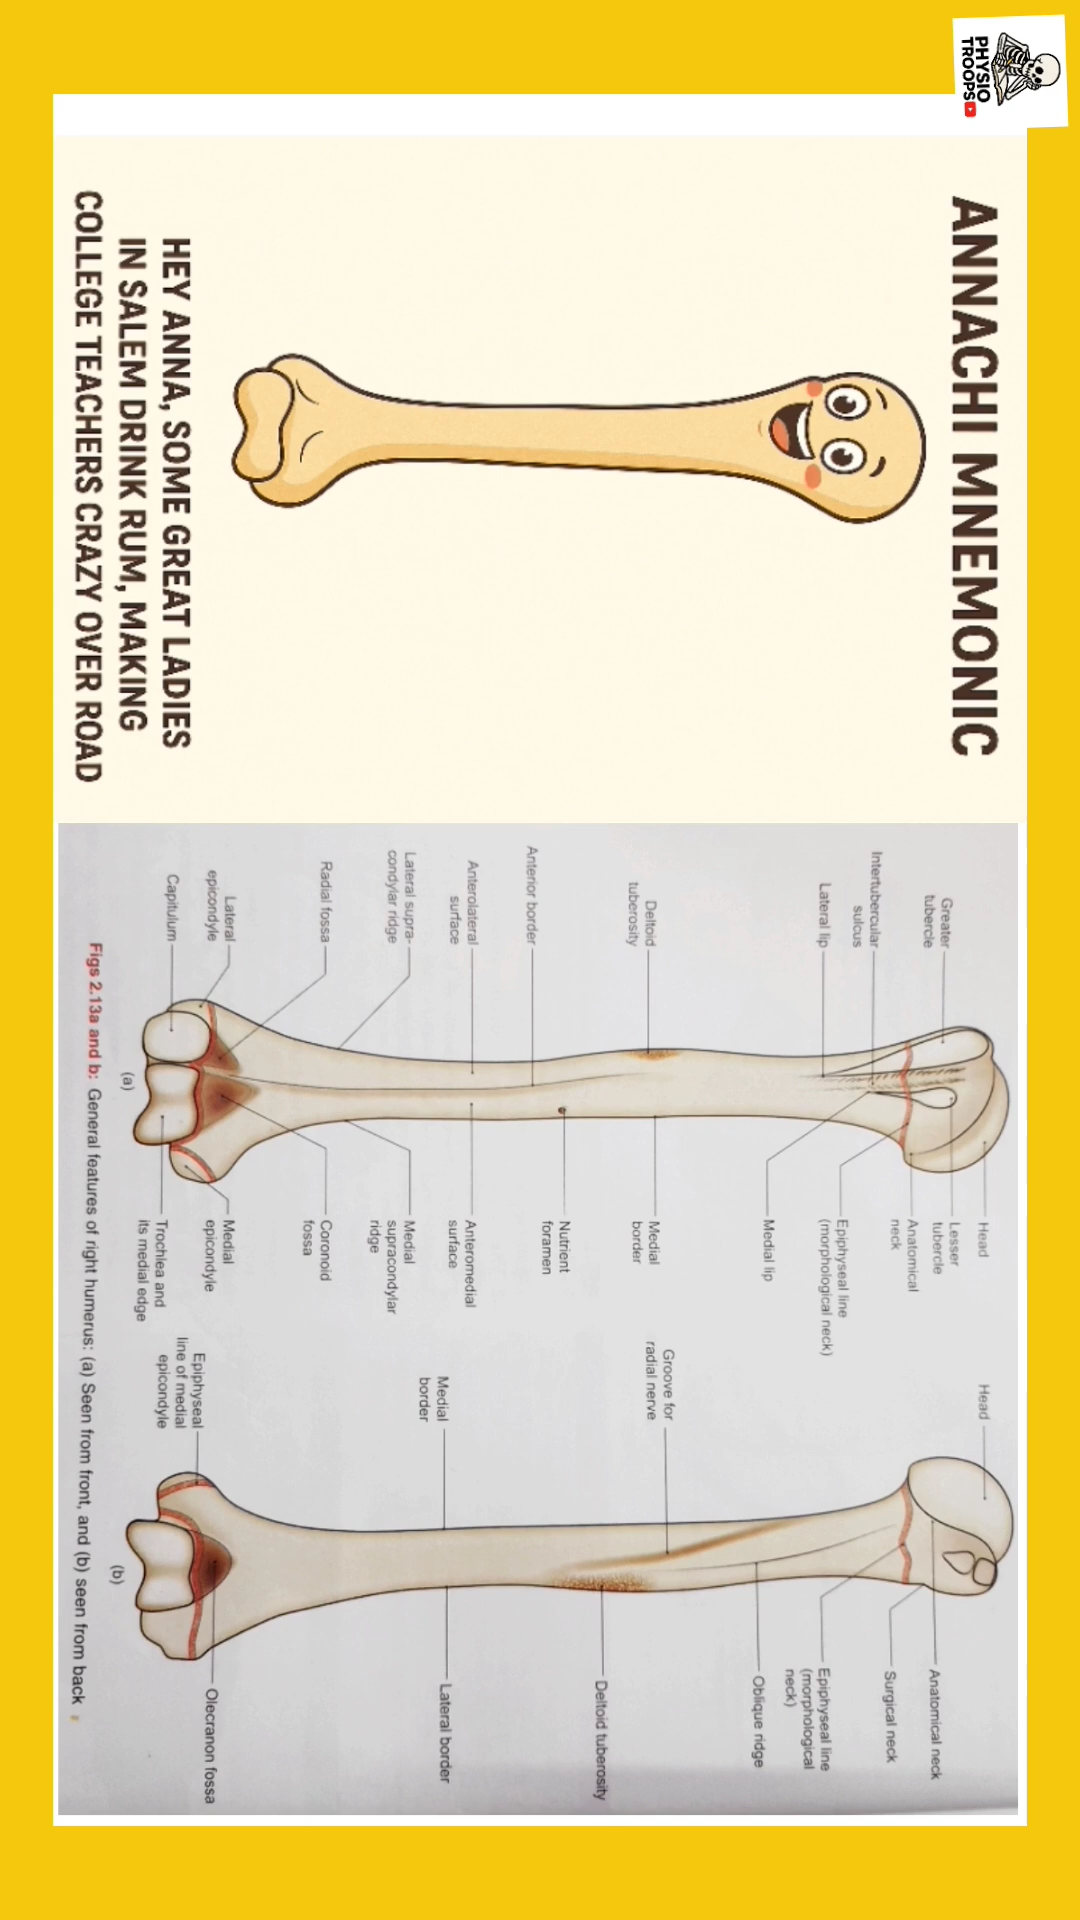 PHYSIO
TROOPS
ANNACHI MNEMONIC
HEY ANNA, SOME GREAT LADIES
IN SALEM DRINK RUM, MAKING
COLLEGE TEACHERS CRAZY OVER ROAD
Greater
tubercle
Intertubercular
sulcus
Lateral lip
Deltoid
tuberosity
Anterior border
Anterolateral
surface
Lateral supra-
condylar ridge
Radial fossa
Lateral
epicondyle
Capitulum
Head
Lesser
tubercle
Anatomical
neck
Epiphyseal line
(morphological neck)
Medial lip
Medial
border
Nutrient
foramen
Anteromedial
surface
Medial
supracondylar
ridge
Coronoid
fossa
Medial
epicondyle
Trochlea and
its medial edge
(a)
Head
Groove for
radial nerve
Medial
border
Epiphyseal
line of medial
epicondyle
Anatomical neck
Surgical neck
Epiphyseal line
(morphological
neck)
Oblique ridge
Deltoid tuberosity
Lateral border
Olecranon fossa
(b)
Figs 2.13a and b: General features of right humerus: (a) Seen from front, and (b) seen from back